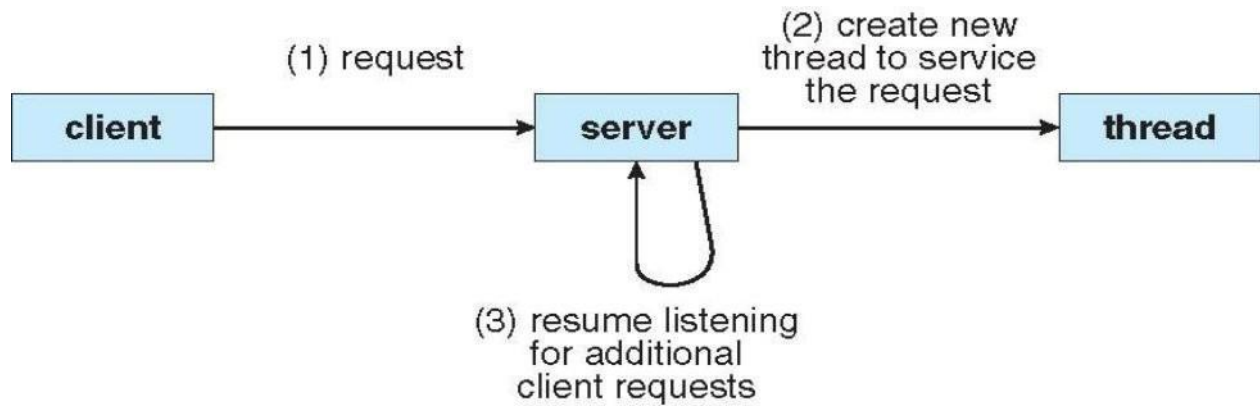 (1) request
(2) create new
thread to service
the request
client
server
thread
(3) resume listening
for additional
client requests